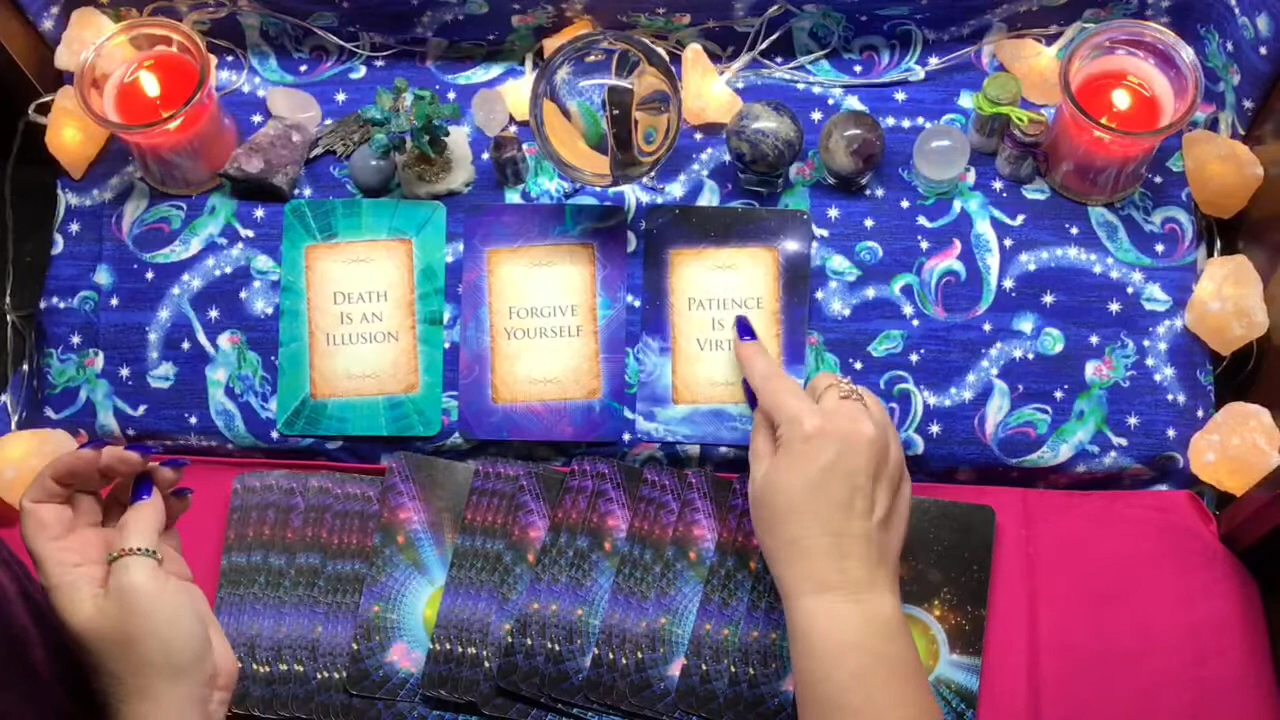 DEATH
IS AN
ILLUSION
FORGIVE
YOURSELF
PATIENCE
IS